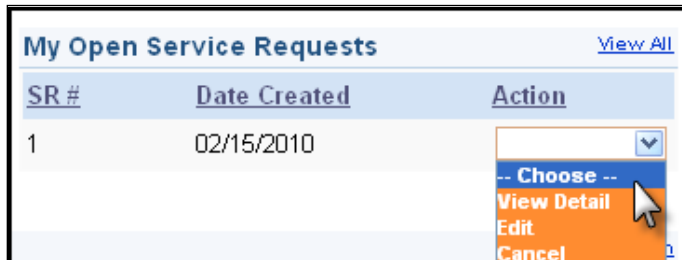 My Open Service Requests View All
SR # Date Created Action
1 02/15/2010
-- Choose --
View Detail
Edit
Cancel